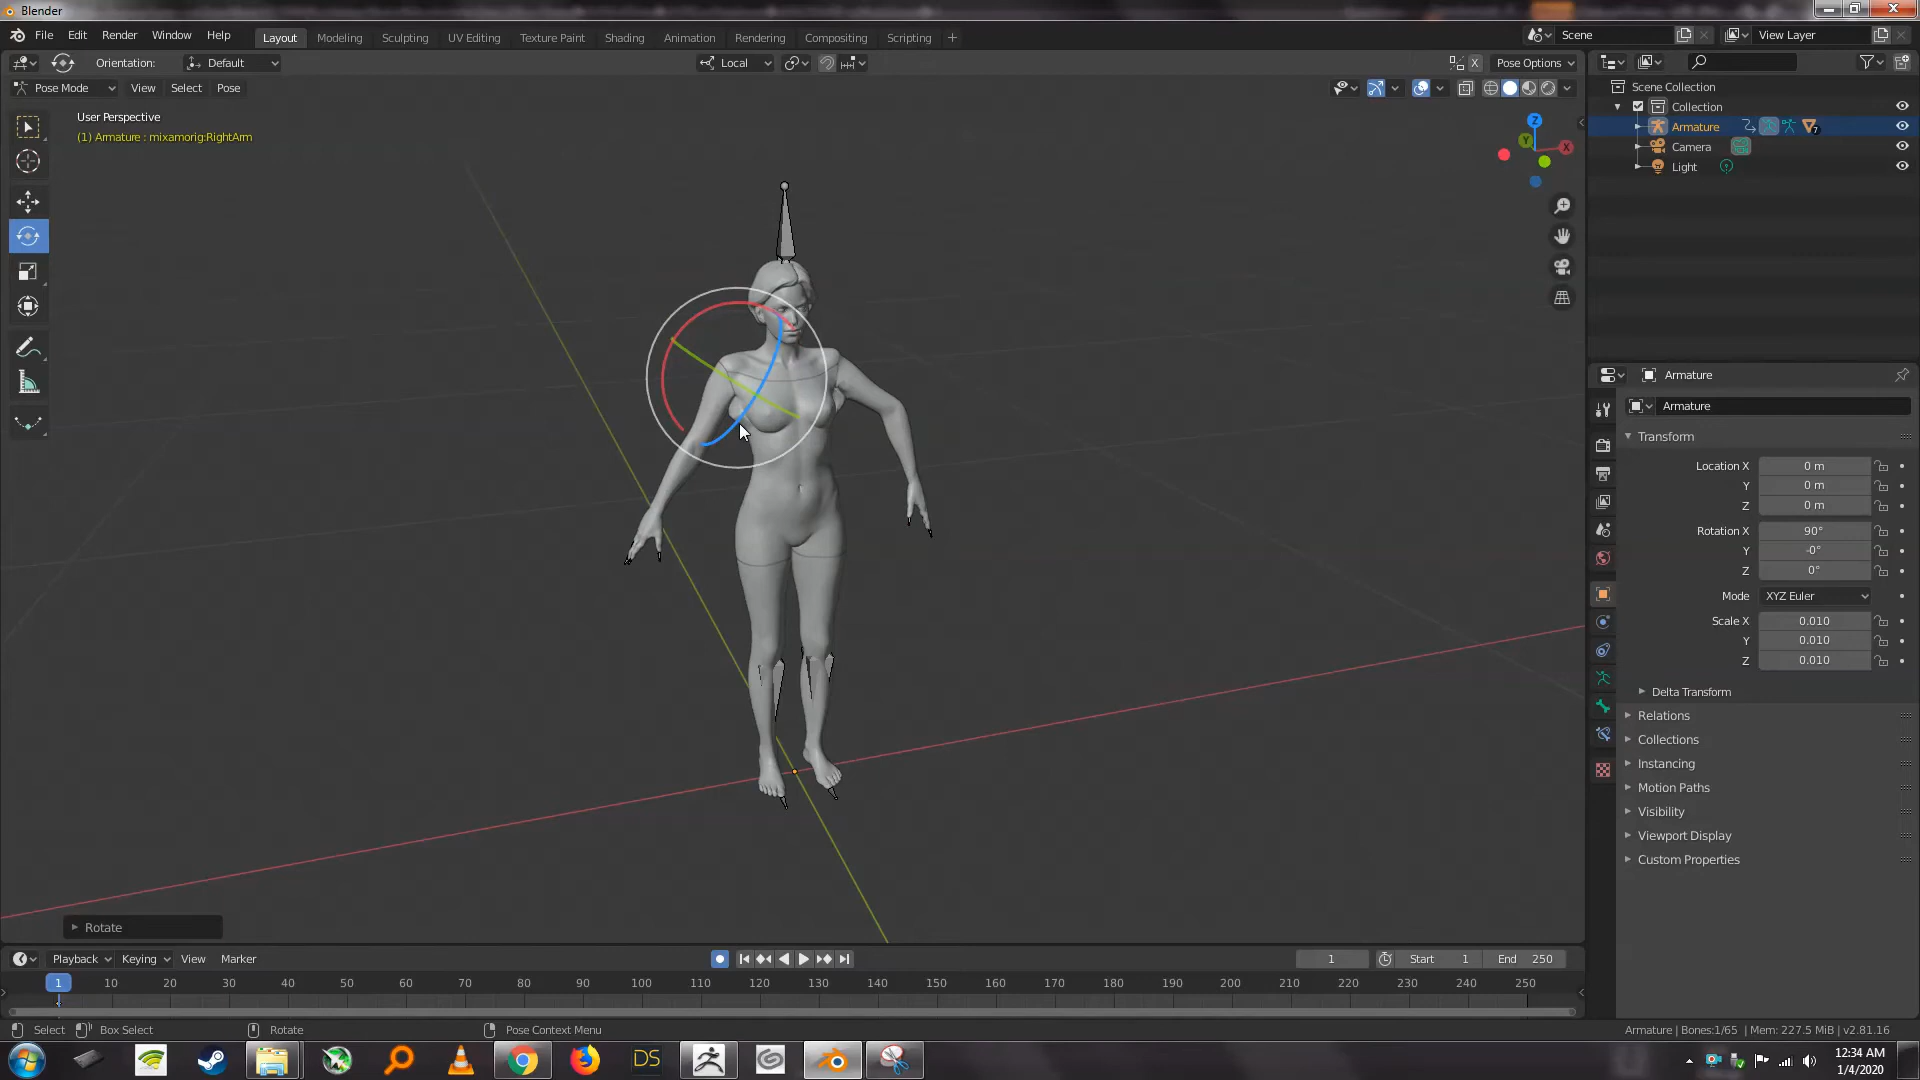 Blender
File Edit Render Window Help
Layout Modeling Sculpting UV Editing Texture Paint Shading Animation Rendering Compositing Scripting +
Scene
View Layer
Orientation: Default
Local
X Pose Options
Pose Mode View Select Pose
User Perspective
(1) Armature : mixamorig:RightArm
Z
Y
X
Scene Collection
Collection
Armature 7
Camera
Light
Armature
Armature
Transform
Location X 0 m
Y 0 m
Z 0 m
Rotation X 90°
Y -0°
Z 0°
Mode XYZ Euler
Scale X 0.010
Y 0.010
Z 0.010
Delta Transform
Relations
Collections
Instancing
Motion Paths
Visibility
Viewport Display
Custom Properties
Rotate
Playback Keying View Marker
1 Start 1 End 250
1 10 20 30 40 50 60 70 80 90 100 110 120 130 140 150 160 170 180 190 200 210 220 230 240 250
Select Box Select Rotate Pose Context Menu
Armature | Bones:1/65 | Mem: 227.5 MiB | v2.81.16
DS
12:34 AM
1/4/2020